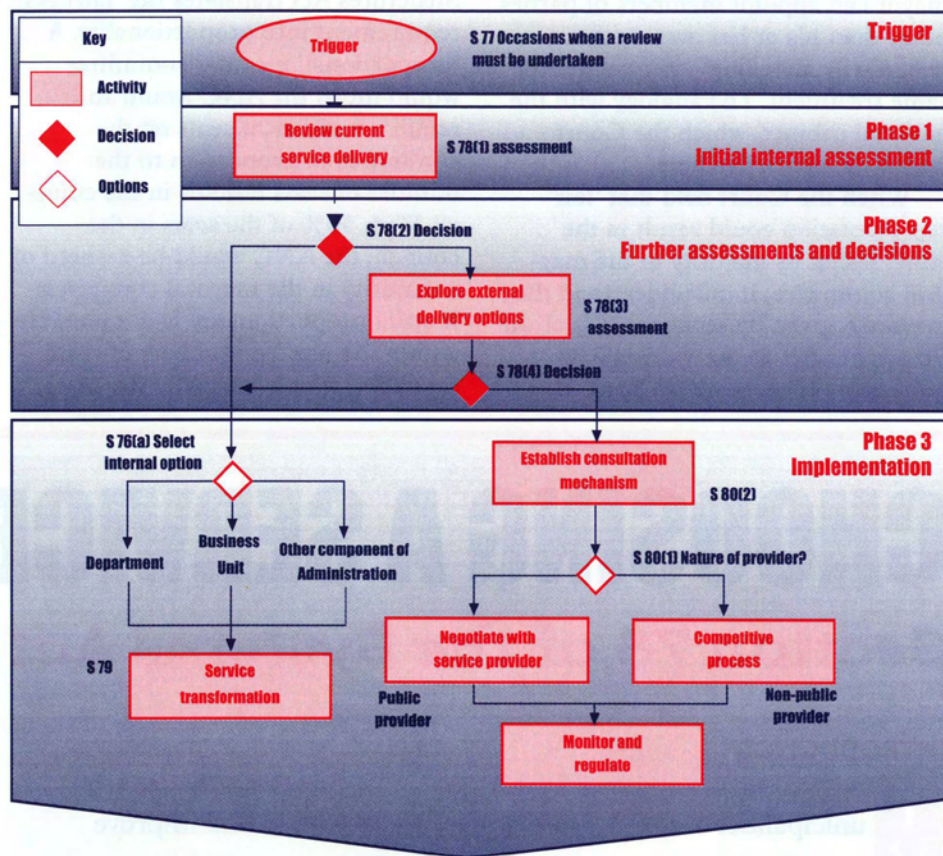 Key
Activity
Decision
Options
Trigger
S 77 Occasions when a review
must be undertaken
Trigger
Review current
service delivery
S 78(1) assessment
Phase 1
Initial internal assessment
S 78(2) Decision
Phase 2
Further assessments and decisions
Explore external
delivery options
S 78(3)
assessment
S 78(4) Decision
Phase 3
Implementation
S 76(a) Select
internal option
Department
Business
Unit
Other component of
Administration
S 79
Service
transformation
Establish consultation
mechanism
S 80(2)
S 80(1) Nature of provider?
Negotiate with
service provider
Public
provider
Competitive
process
Non-public
provider
Monitor and
regulate